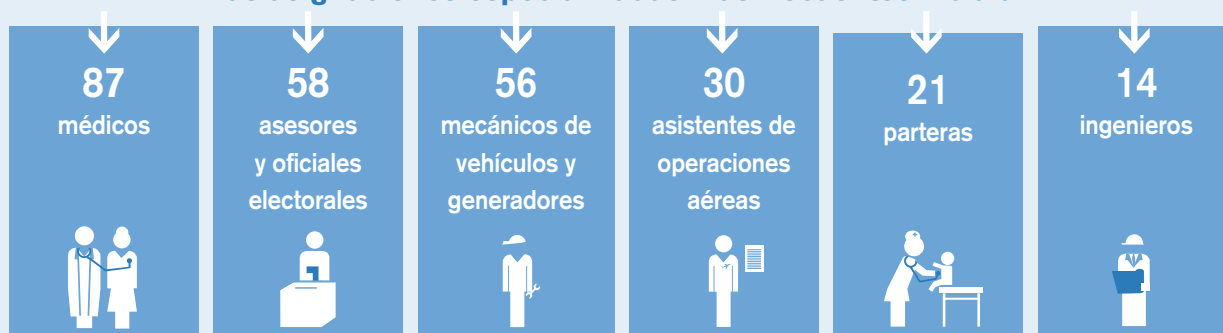 87
médicos
58
asesores
y oficiales
electorales
56
mecánicos de
vehículos y
generadores
30
asistentes de
operaciones
aéreas
21
parteras
14
ingenieros